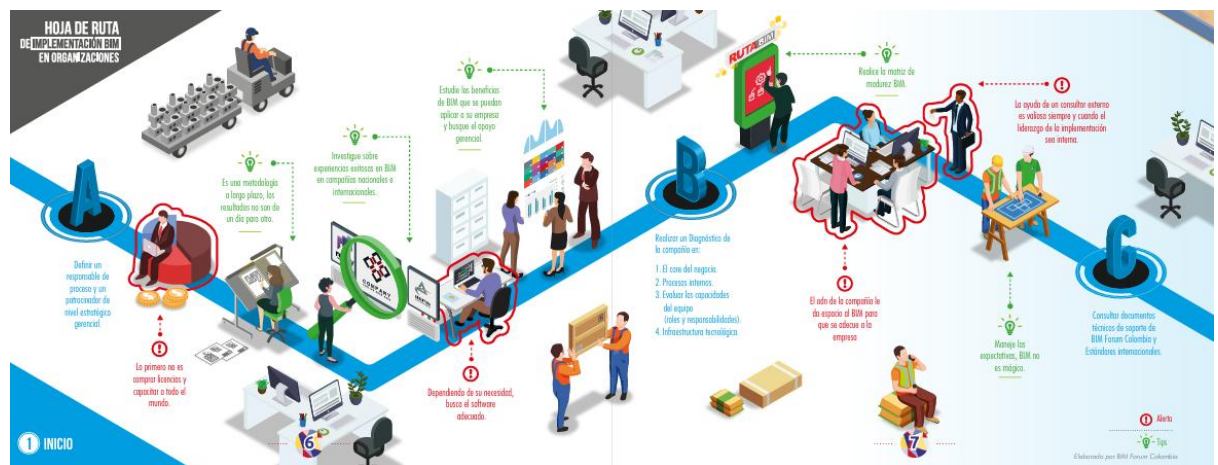 HOJA DE RUTA
DE IMPLEMENTACIÓN BIM
EN ORGANIZACIONES
A
Definir un
responsable de
proceso y un
patrocinador de
nivel estratégico
gerencial.
Lo primero no es
comprar licencias y
capacitar a todo el
mundo.
Es una metodología
a largo plazo, los
resultados no son de
un día para otro.
Investigue sobre
experiencias exitosas en BIM
en compañías nacionales e
internacionales.
COMPANY
Estudie los beneficios
de BIM que se puedan
aplicar a su empresa
y busque el apoyo
gerencial.
Dependiendo de su necesidad,
busca el software
adecuado.
B
Realizar un Diagnóstico de
la compañía en:
1. El core del negocio.
2. Procesos internos.
3. Evaluar las capacidades
del equipo
(roles y responsabilidades).
4. Infraestructura tecnológica.
RUTA BIM
Realice la matriz de
madurez BIM.
El adn de la compañía le
da espacio al BIM para
que se adecue a la
empresa
La ayuda de un consultor externo
es valiosa siempre y cuando el
liderazgo de la implementación
sea interna.
Maneje las
expectativas, BIM no
es mágico.
C
Consultar documentos
técnicos de soporte de
BIM Forum Colombia y
Estándares internacionales.
1 INICIO
6
7
Alerta
Tips
Elaborado por BIM Forum Colombia